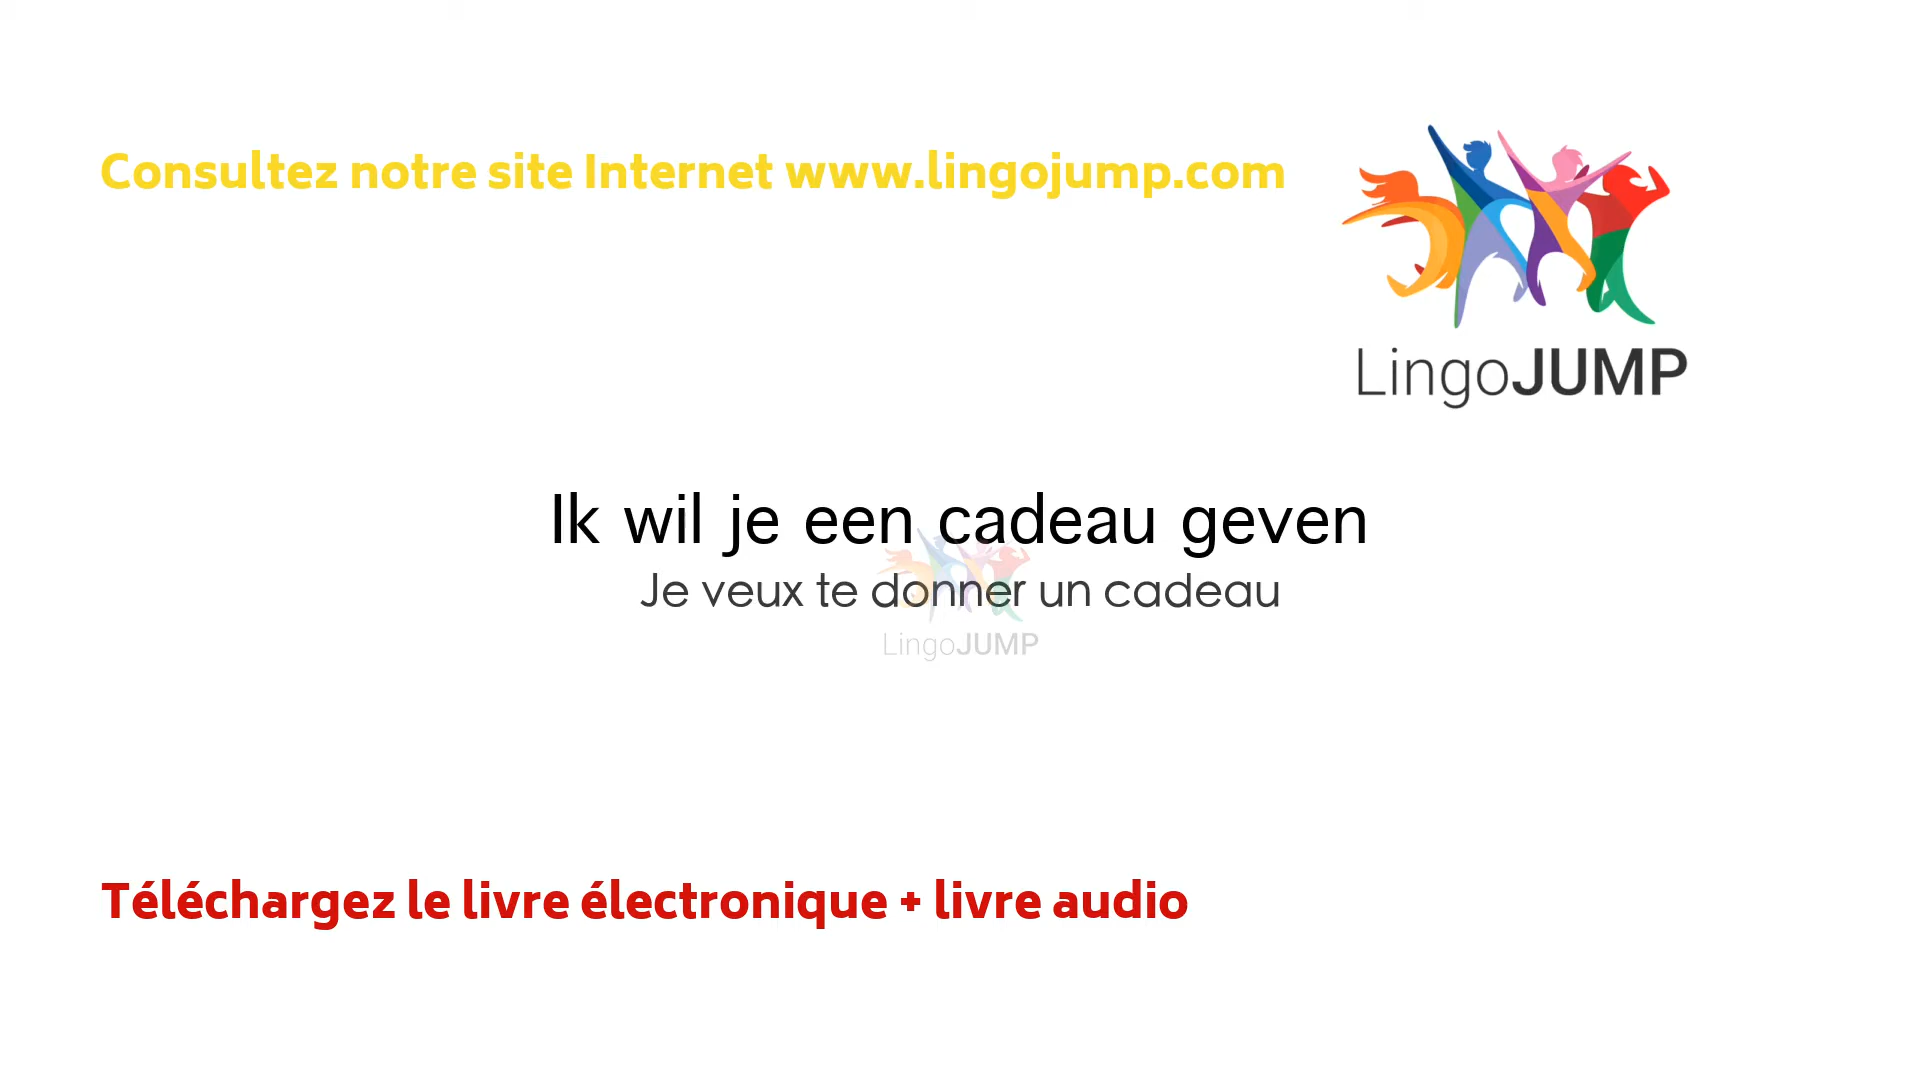 Consultez notre site Internet www.lingojump.com
LingoJUMP
Ik wil je een cadeau geven
Je veux te donner un cadeau
LingoJUMP
Téléchargez le livre électronique + livre audio